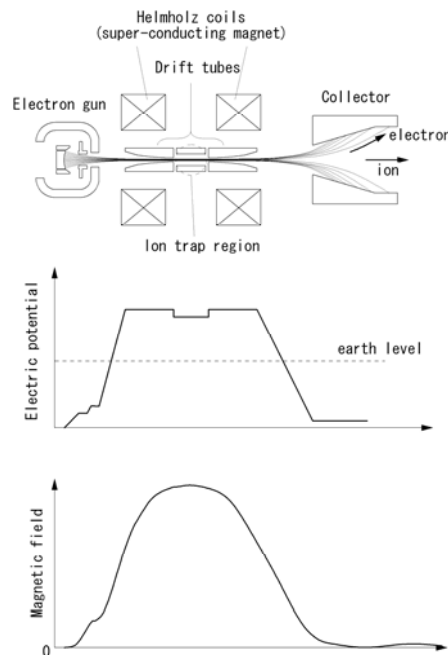 Helmholz coils
(super-conducting magnet)
Drift tubes
Electron gun
Collector
electron
ion
Ion trap region
Electric potential
earth level
Magnetic field
0